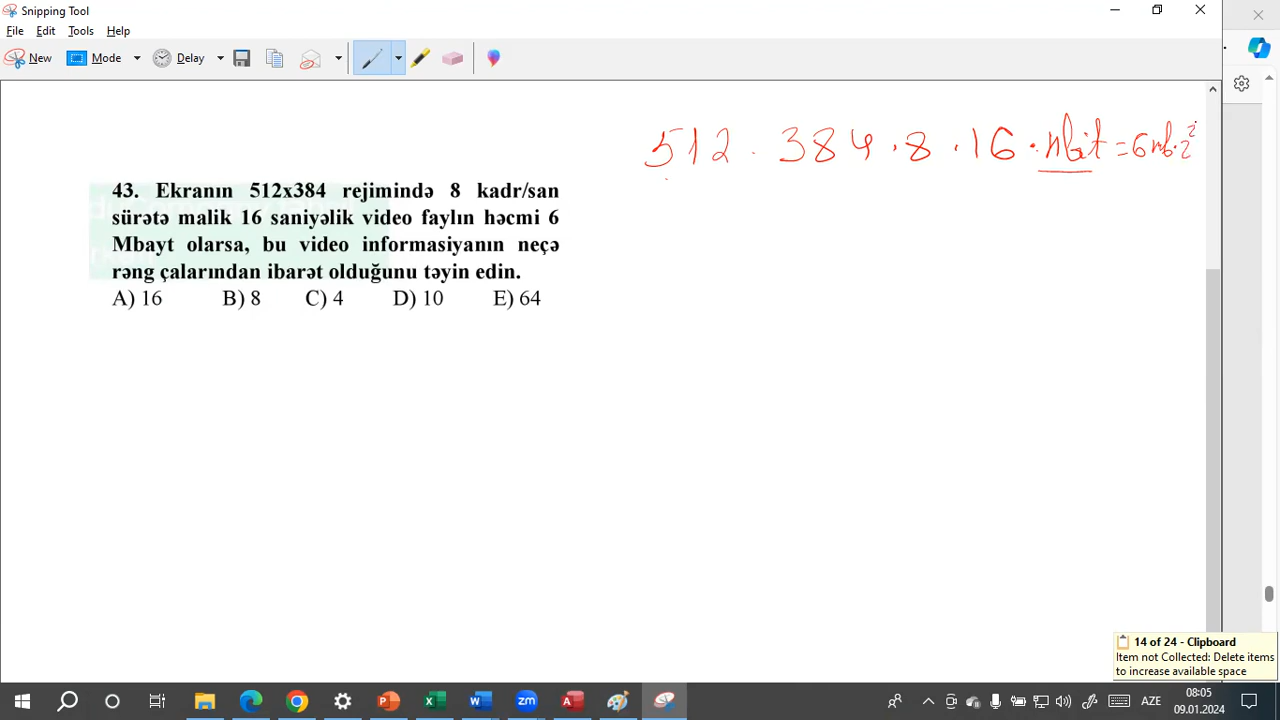 Snipping Tool
File Edit Tools Help
New Mode Delay
512 · 384 · 8 · 16 · nbit = 6mb · 2
43. Ekranın 512x384 rejimində 8 kadr/san
sürətə malik 16 saniyəlik video faylın həcmi 6
Mbayt olarsa, bu video informasiyanın neçə
rəng çalarından ibarət olduğunu təyin edin.
A) 16 B) 8 C) 4 D) 10 E) 64
14 of 24 - Clipboard
Item not Collected: Delete items
to increase available space
AZE
08:05
09.01.2024